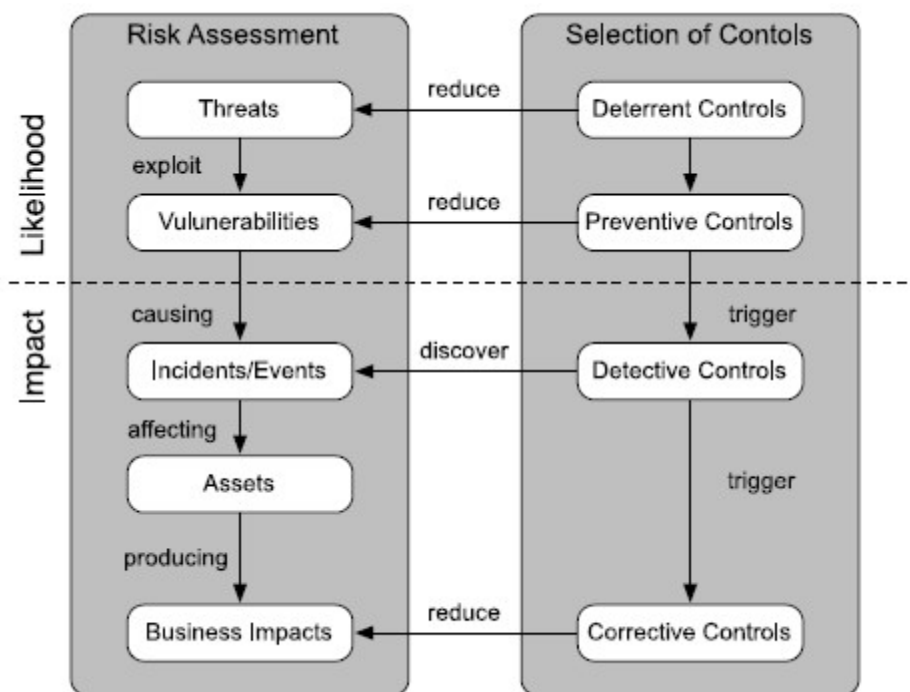 Risk Assessment
Selection of Contols
Likelihood
Threats
reduce
Deterrent Controls
exploit
Vulunerabilities
reduce
Preventive Controls
Impact
causing
trigger
Incidents/Events
discover
Detective Controls
affecting
Assets
trigger
producing
Business Impacts
reduce
Corrective Controls